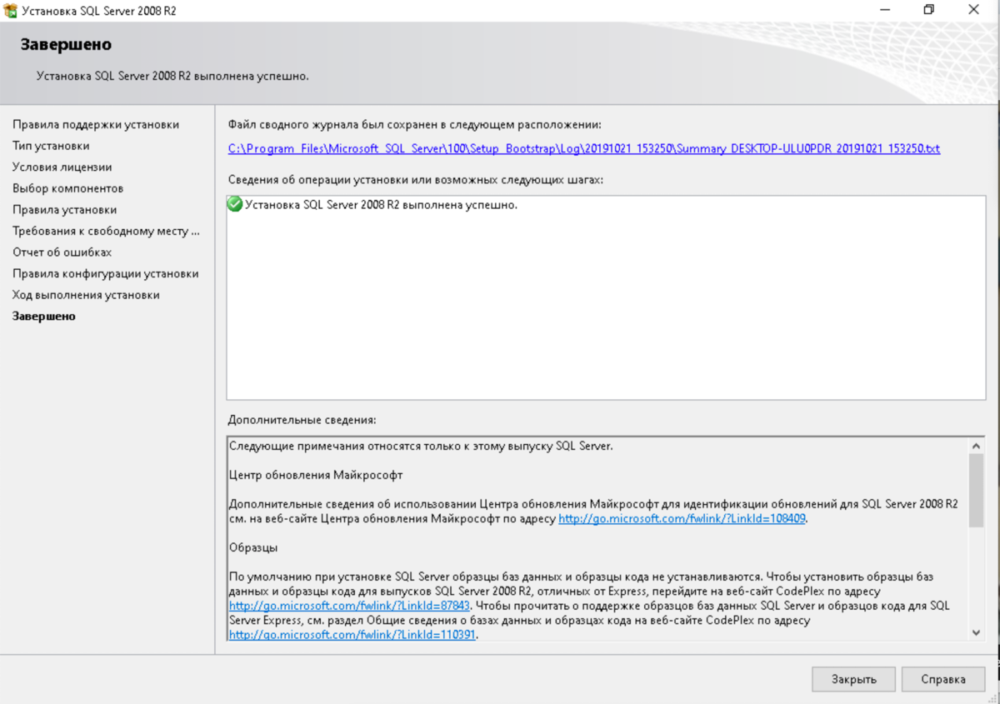 Установка SQL Server 2008 R2
Завершено
Установка SQL Server 2008 R2 выполнена успешно.
Правила поддержки установки
Тип установки
Условия лицензии
Выбор компонентов
Правила установки
Требования к свободному месту ...
Отчет об ошибках
Правила конфигурации установки
Ход выполнения установки
Завершено
Файл сводного журнала был сохранен в следующем расположении:
C:\Program Files\Microsoft SQL Server\100\Setup Bootstrap\Log\20191021_153250\Summary_DESKTOP-ULU0PDR_20191021_153250.txt
Сведения об операции установки или возможных следующих шагах:
Установка SQL Server 2008 R2 выполнена успешно.
Дополнительные сведения:
Следующие примечания относятся только к этому выпуску SQL Server.
Центр обновления Майкрософт
Дополнительные сведения об использовании Центра обновления Майкрософт для идентификации обновлений для SQL Server 2008 R2
см. на веб-сайте Центра обновления Майкрософт по адресу http://go.microsoft.com/fwlink/?LinkId=108409.
Образцы
По умолчанию при установке SQL Server образцы баз данных и образцы кода не устанавливаются. Чтобы установить образцы баз
данных и образцы кода для выпусков SQL Server 2008 R2, отличных от Express, перейдите на веб-сайт CodePlex по адресу
http://go.microsoft.com/fwlink/?LinkId=87843. Чтобы прочитать о поддержке образцов баз данных SQL Server и образцов кода для SQL
Server Express, см. раздел Общие сведения о базах данных и образцах кода на веб-сайте CodePlex по адресу
http://go.microsoft.com/fwlink/?LinkId=110391.
Закрыть
Справка